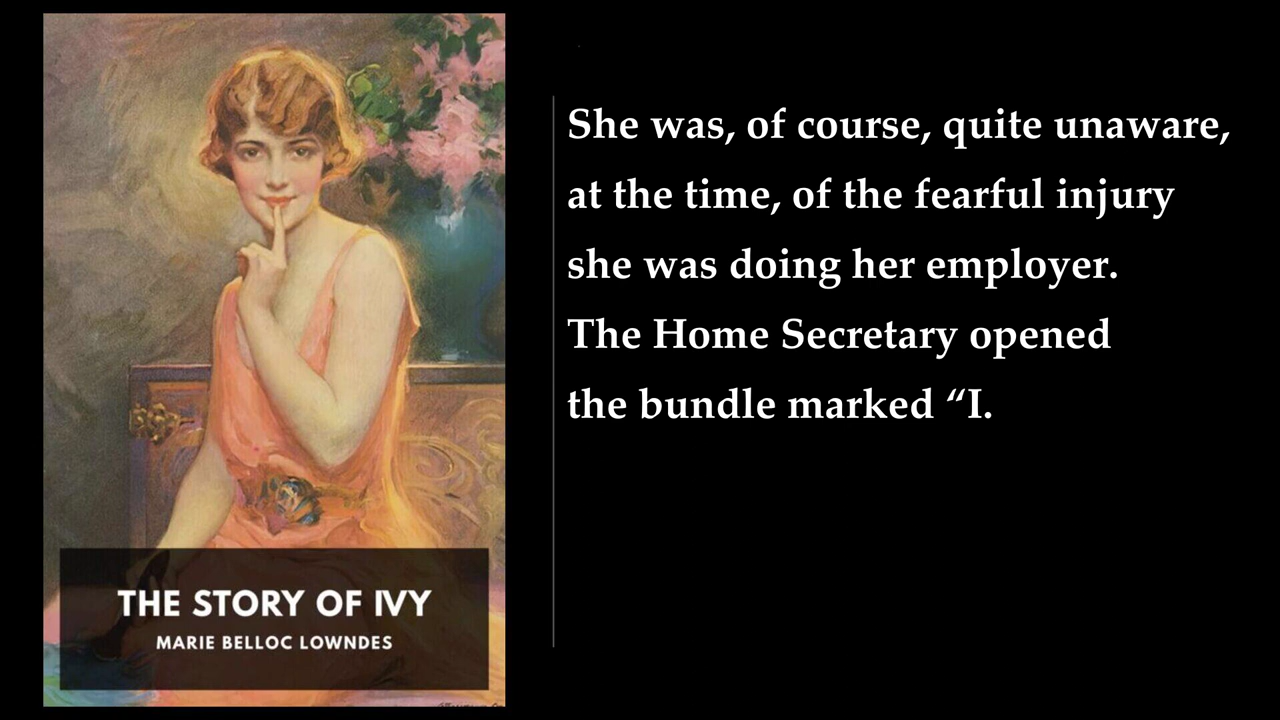 She was, of course, quite unaware,
at the time, of the fearful injury
she was doing her employer.
The Home Secretary opened
the bundle marked “I.
THE STORY OF IVY
MARIE BELLOC LOWNDES